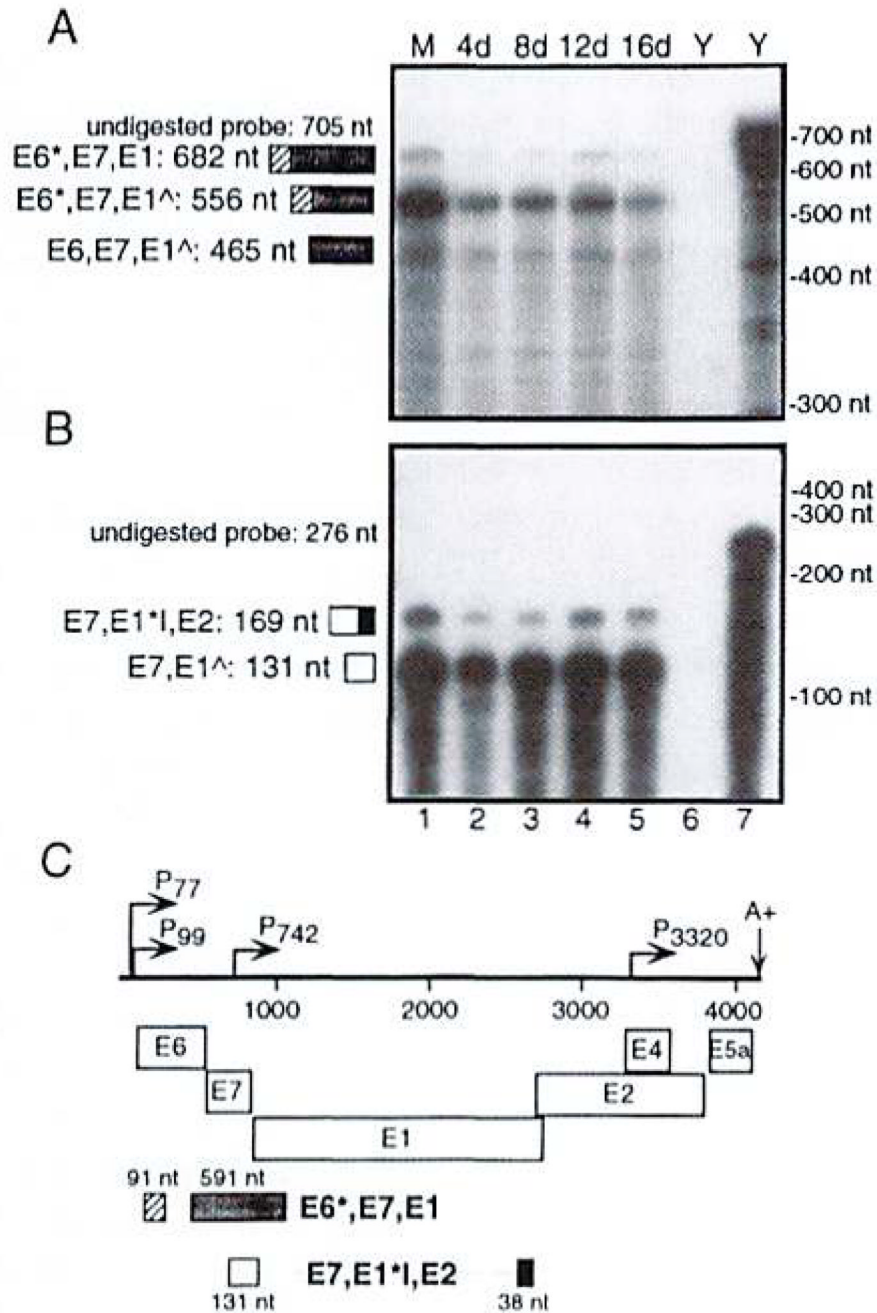 A
M 4d 8d 12d 16d Y Y
undigested probe: 705 nt
E6*,E7,E1: 682 nt
E6*,E7,E1^: 556 nt
E6,E7,E1^: 465 nt
-700 nt
-600 nt
-500 nt
-400 nt
-300 nt
B
undigested probe: 276 nt
E7,E1*I,E2: 169 nt
E7,E1^: 131 nt
-400 nt
-300 nt
-200 nt
-100 nt
1 2 3 4 5 6 7
C
P77
P99
P742
P3320
A+
1000 2000 3000 4000
E6
E4
E5a
E7
E2
E1
91 nt 591 nt
E6*,E7,E1
E7,E1*I,E2
131 nt 38 nt